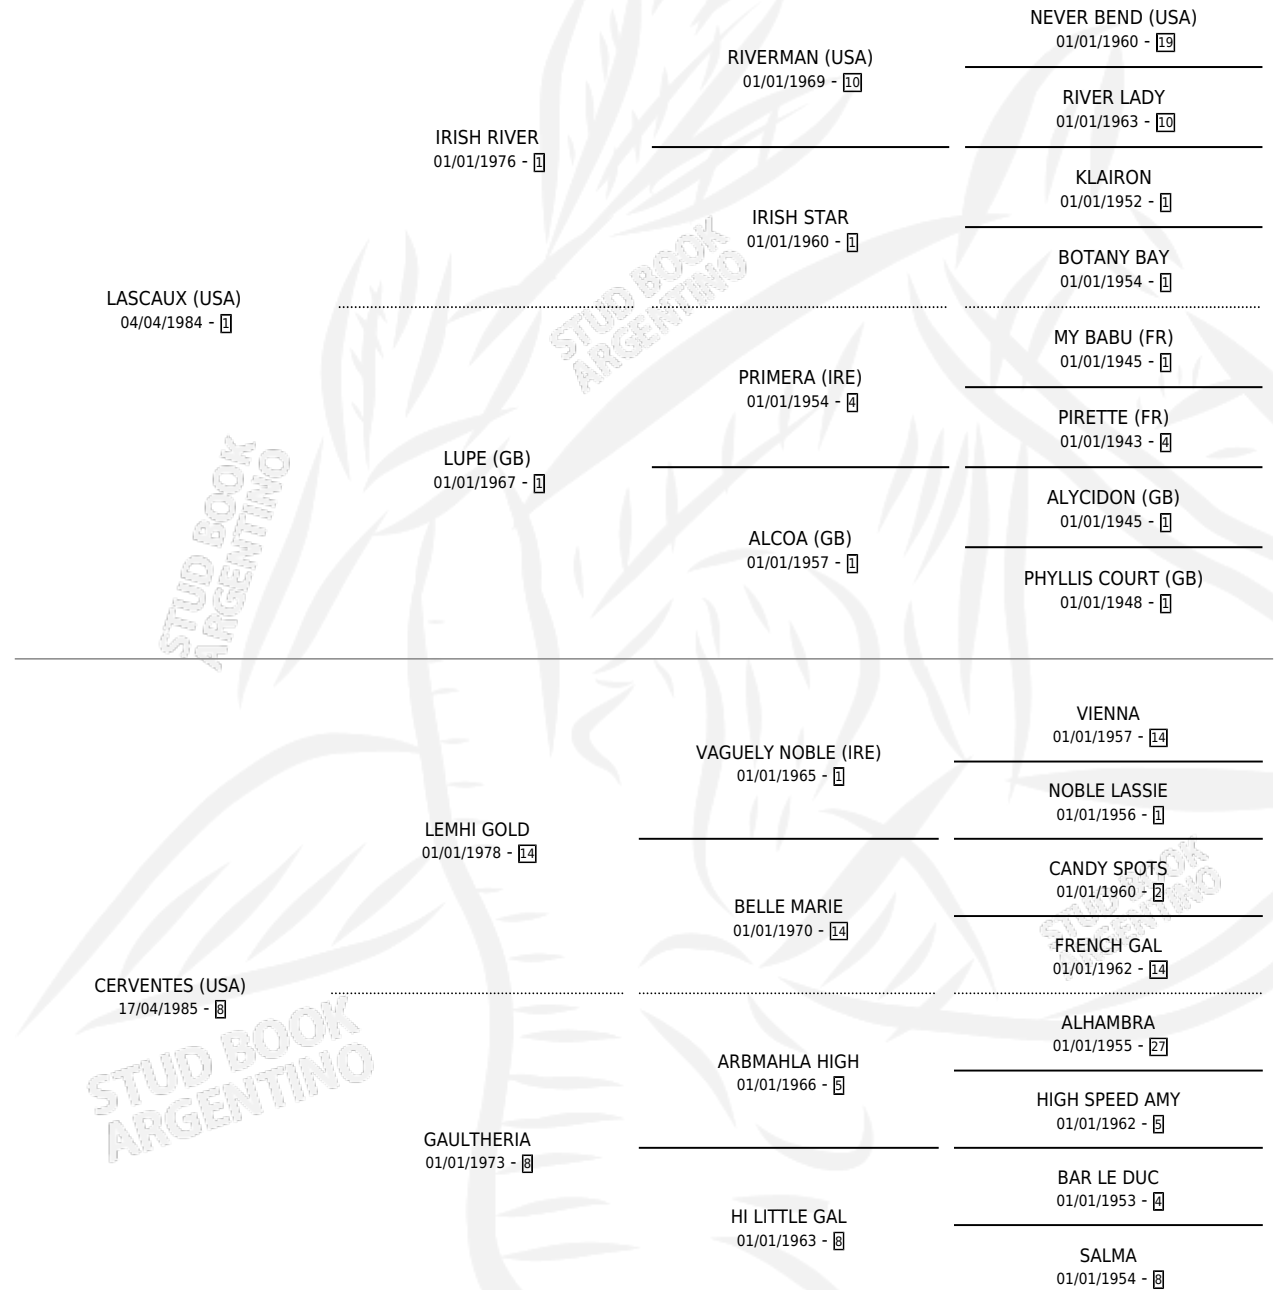 NEVER BEND (USA)
01/01/1960 - 19
RIVERMAN (USA)
01/01/1969 - 10
RIVER LADY
01/01/1963 - 10
IRISH RIVER
01/01/1976 - 1
KLAIRON
01/01/1952 - 1
IRISH STAR
01/01/1960 - 1
BOTANY BAY
01/01/1954 - 1
LASCAUX (USA)
04/04/1984 - 1
MY BABU (FR)
01/01/1945 - 1
PRIMERA (IRE)
01/01/1954 - 4
PIRETTE (FR)
01/01/1943 - 4
LUPE (GB)
01/01/1967 - 1
ALYCIDON (GB)
01/01/1945 - 1
ALCOA (GB)
01/01/1957 - 1
PHYLLIS COURT (GB)
01/01/1948 - 1
STUD BOOK
ARGENTINO
STUD BOOK
ARGENTINO
VIENNA
01/01/1957 - 14
VAGUELY NOBLE (IRE)
01/01/1965 - 1
NOBLE LASSIE
01/01/1956 - 1
LEMHI GOLD
01/01/1978 - 14
CANDY SPOTS
01/01/1960 - 2
BELLE MARIE
01/01/1970 - 14
FRENCH GAL
01/01/1962 - 14
CERVENTES (USA)
17/04/1985 - 8
ALHAMBRA
01/01/1955 - 27
ARBMAHLA HIGH
01/01/1966 - 5
HIGH SPEED AMY
01/01/1962 - 5
GAULTHERIA
01/01/1973 - 8
BAR LE DUC
01/01/1953 - 4
HI LITTLE GAL
01/01/1963 - 8
SALMA
01/01/1954 - 8
STUD BOOK
ARGENTINO
STUD BOOK
ARGENTINO